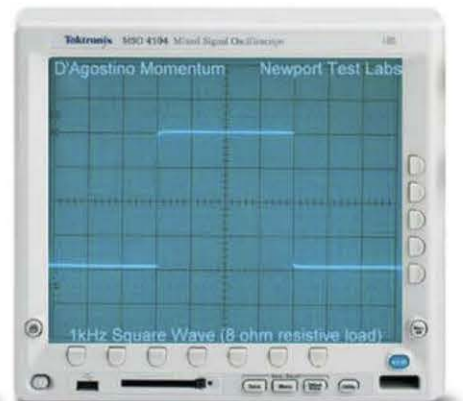 Tektronix MSO 4104 Mixed Signal Oscilloscope
D'Agostino Momentum Newport Test Labs
1kHz Square Wave (8 ohm resistive load)